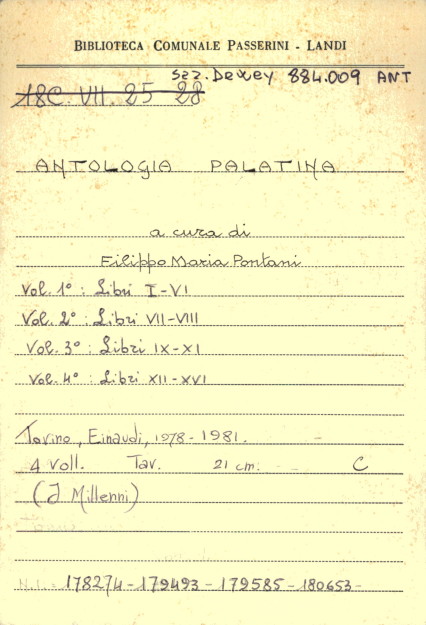 BIBLIOTECA COMUNALE PASSERINI - LANDI
Sez. Dewey 884.009 ANT
18C. VII. 25 28
ANTOLOGIA PALATINA
a cura di
Filippo Maria Pontani
Vol. 1° : Libri I-VI
Vol. 2° : Libri VII-VIII
Vol. 3° : Libri IX-XI
Vol. 4° : Libri XII-XVI
Torino, Einaudi, 1978-1981.
4 voll. Tav. 21 cm. C
(I Millenni)
N.I.: 178274-179493-179585-180653-